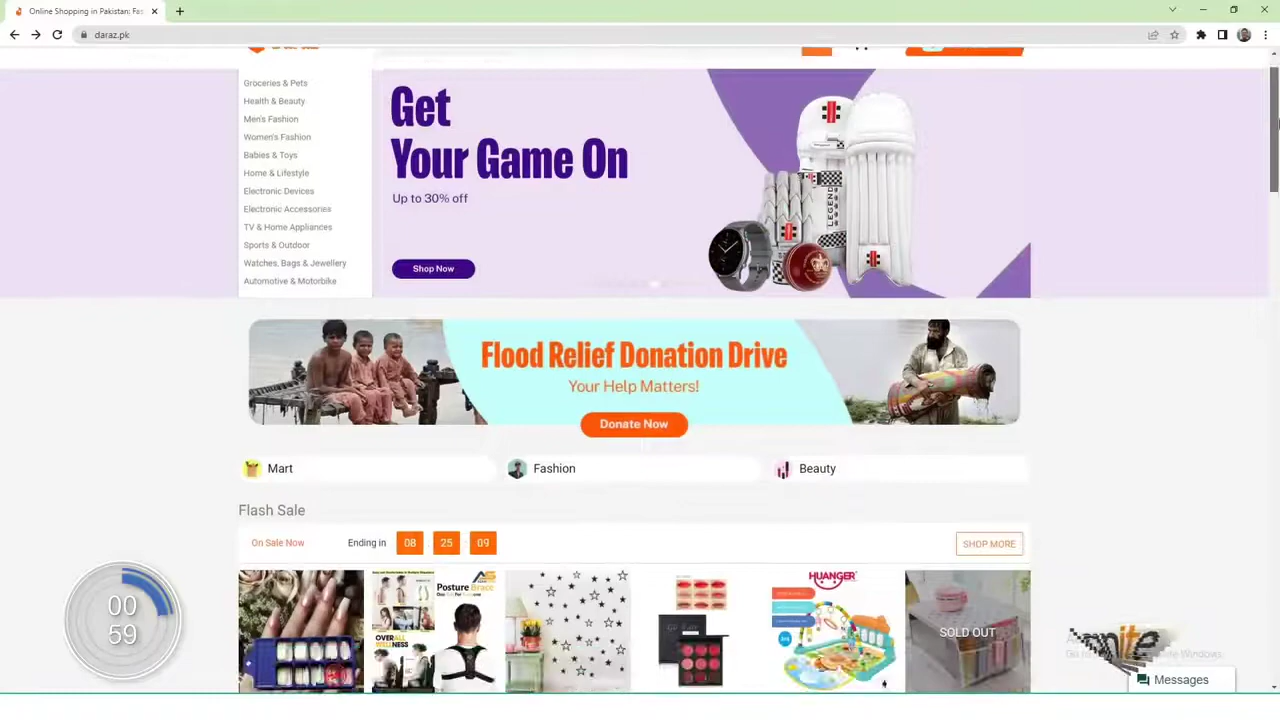 Online Shopping in Pakistan: Fas
daraz.pk
Groceries & Pets
Health & Beauty
Men's Fashion
Women's Fashion
Babies & Toys
Home & Lifestyle
Electronic Devices
Electronic Accessories
TV & Home Appliances
Sports & Outdoor
Watches, Bags & Jewellery
Automotive & Motorbike
Get
Your Game On
Up to 30% off
Shop Now
LEGEND
Flood Relief Donation Drive
Your Help Matters!
Donate Now
Mart
Fashion
Beauty
Flash Sale
On Sale Now
Ending in
08
25
09
SHOP MORE
Posture Brace
OVERALL
WELLNESS
HUANGER
SOLD OUT
00
59
Messages